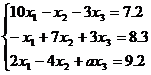 10x₁ − x₂ − 3x₃ = 7.2
− x₁ + 7x₂ + 3x₃ = 8.3
2x₁ − 4x₂ + ax₃ = 9.2